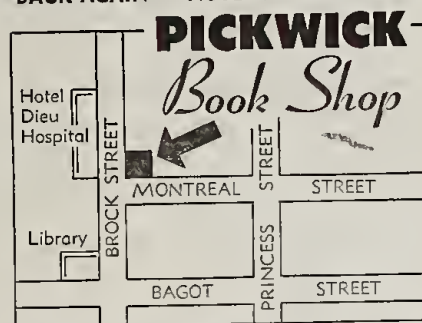 BACK AGAIN
PICKWICK
Book Shop
Hotel
Dieu
Hospital
BROCK STREET
MONTREAL STREET
PRINCESS STREET
Library
BAGOT STREET